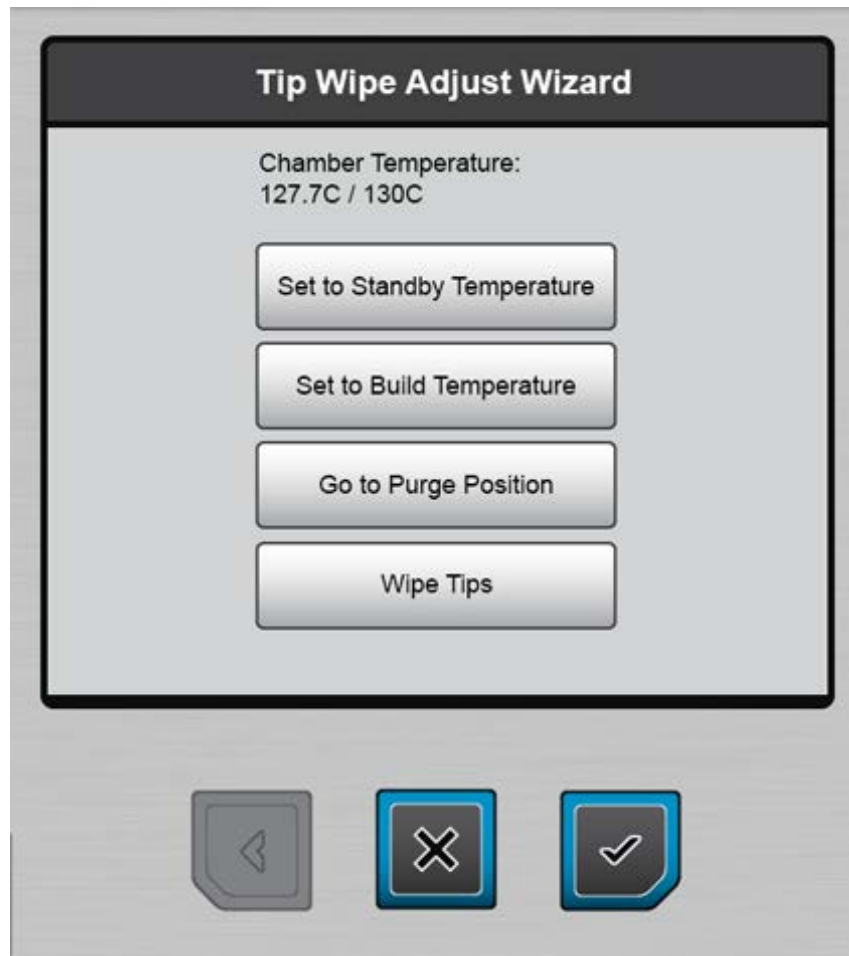 Tip Wipe Adjust Wizard
Chamber Temperature:
127.7C / 130C
Set to Standby Temperature
Set to Build Temperature
Go to Purge Position
Wipe Tips